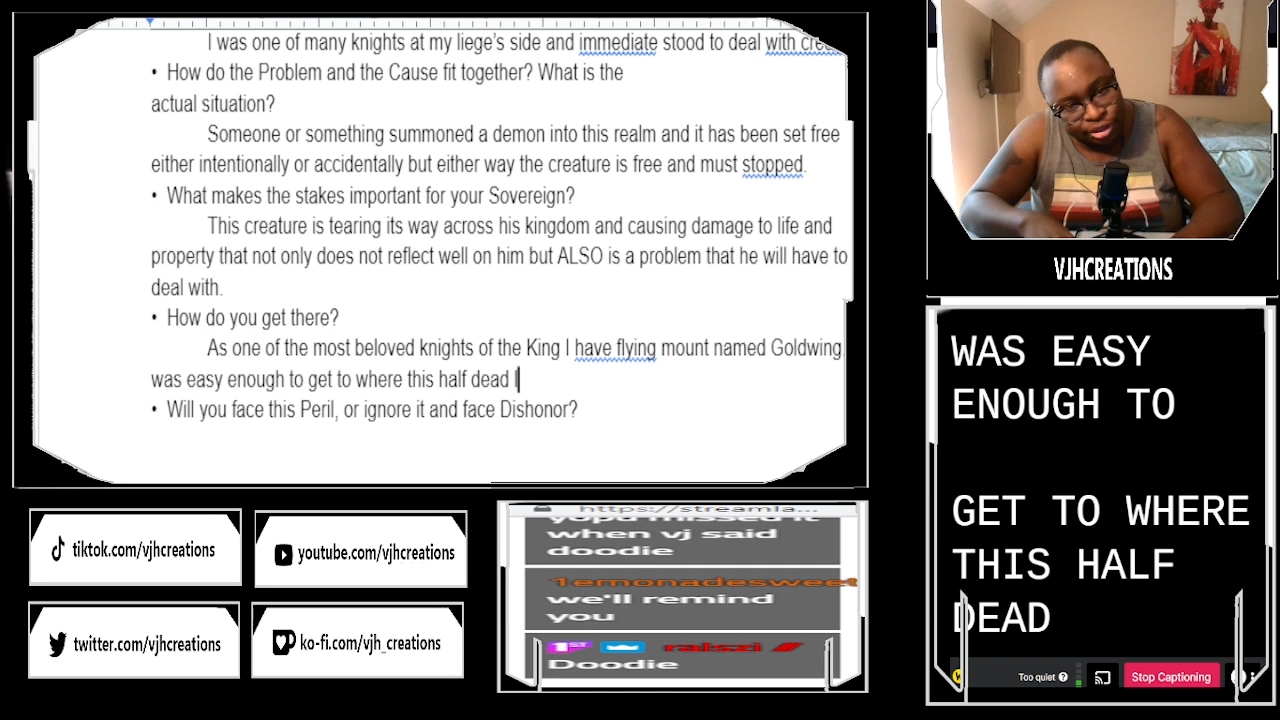 I was one of many knights at my liege's side and immediate stood to deal with
• How do the Problem and the Cause fit together? What is the
actual situation?
Someone or something summoned a demon into this realm and it has been set free
either intentionally or accidentally but either way the creature is free and must stopped.
• What makes the stakes important for your Sovereign?
This creature is tearing its way across his kingdom and causing damage to life and
property that not only does not reflect well on him but ALSO is a problem that he will have to
deal with.
• How do you get there?
As one of the most beloved knights of the King I have flying mount named Goldwing
was easy enough to get to where this half dead l
• Will you face this Peril, or ignore it and face Dishonor?
VJHCREATIONS
WAS EASY
ENOUGH TO
GET TO WHERE
THIS HALF
DEAD
Too quiet
Stop Captioning
tiktok.com/vjhcreations
youtube.com/vjhcreations
twitter.com/vjhcreations
ko-fi.com/vjh_creations
https://streamla...
missed it
when vj said
doodie
1emonadesweet
we'll remind
you
1ST
ralszi
Doodie